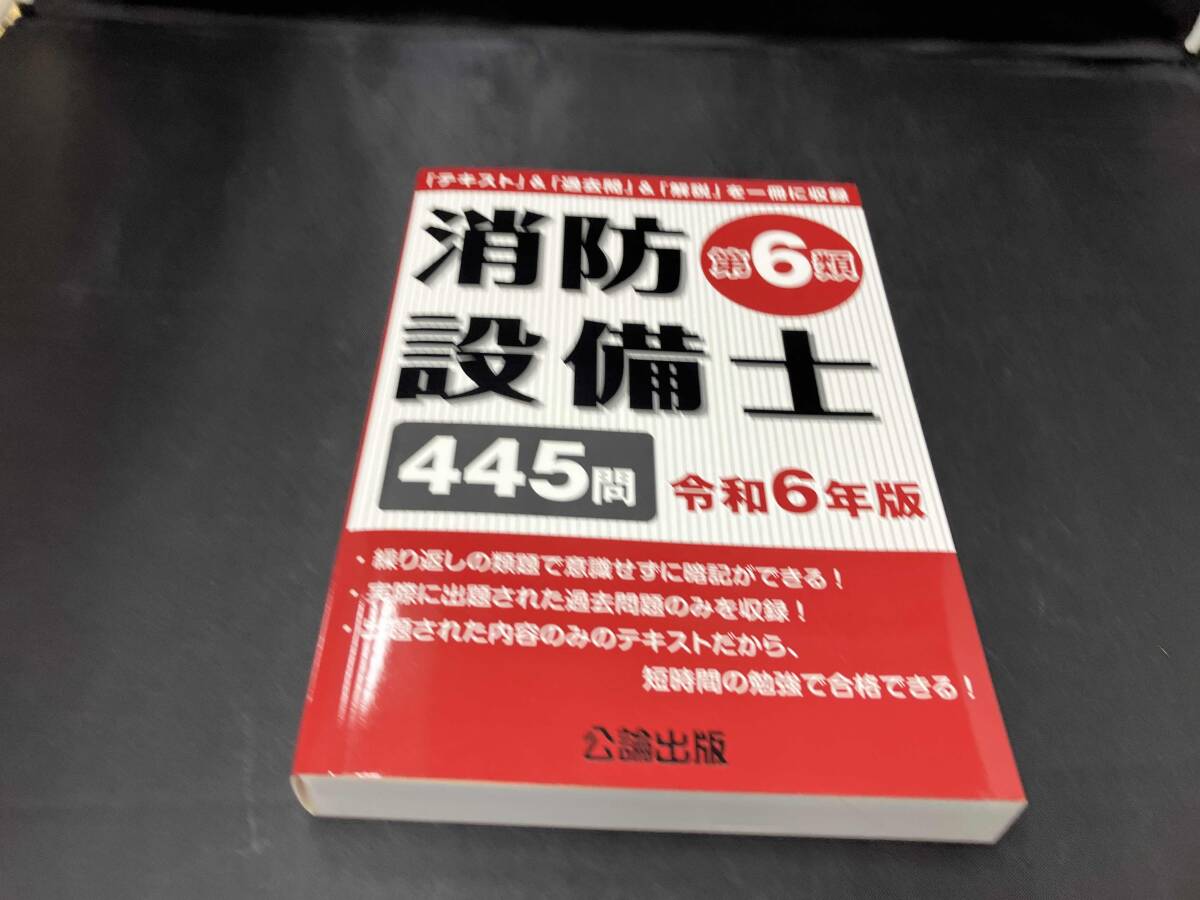 『テキスト』&『過去問』&『解説』を一冊に収録
消防
第6類
設備士
445問
令和6年版
・繰り返しの類題で意識せずに暗記ができる！
・実際に出題された過去問題のみを収録！
・出題された内容のみのテキストだから、
短時間の勉強で合格できる！
公論出版